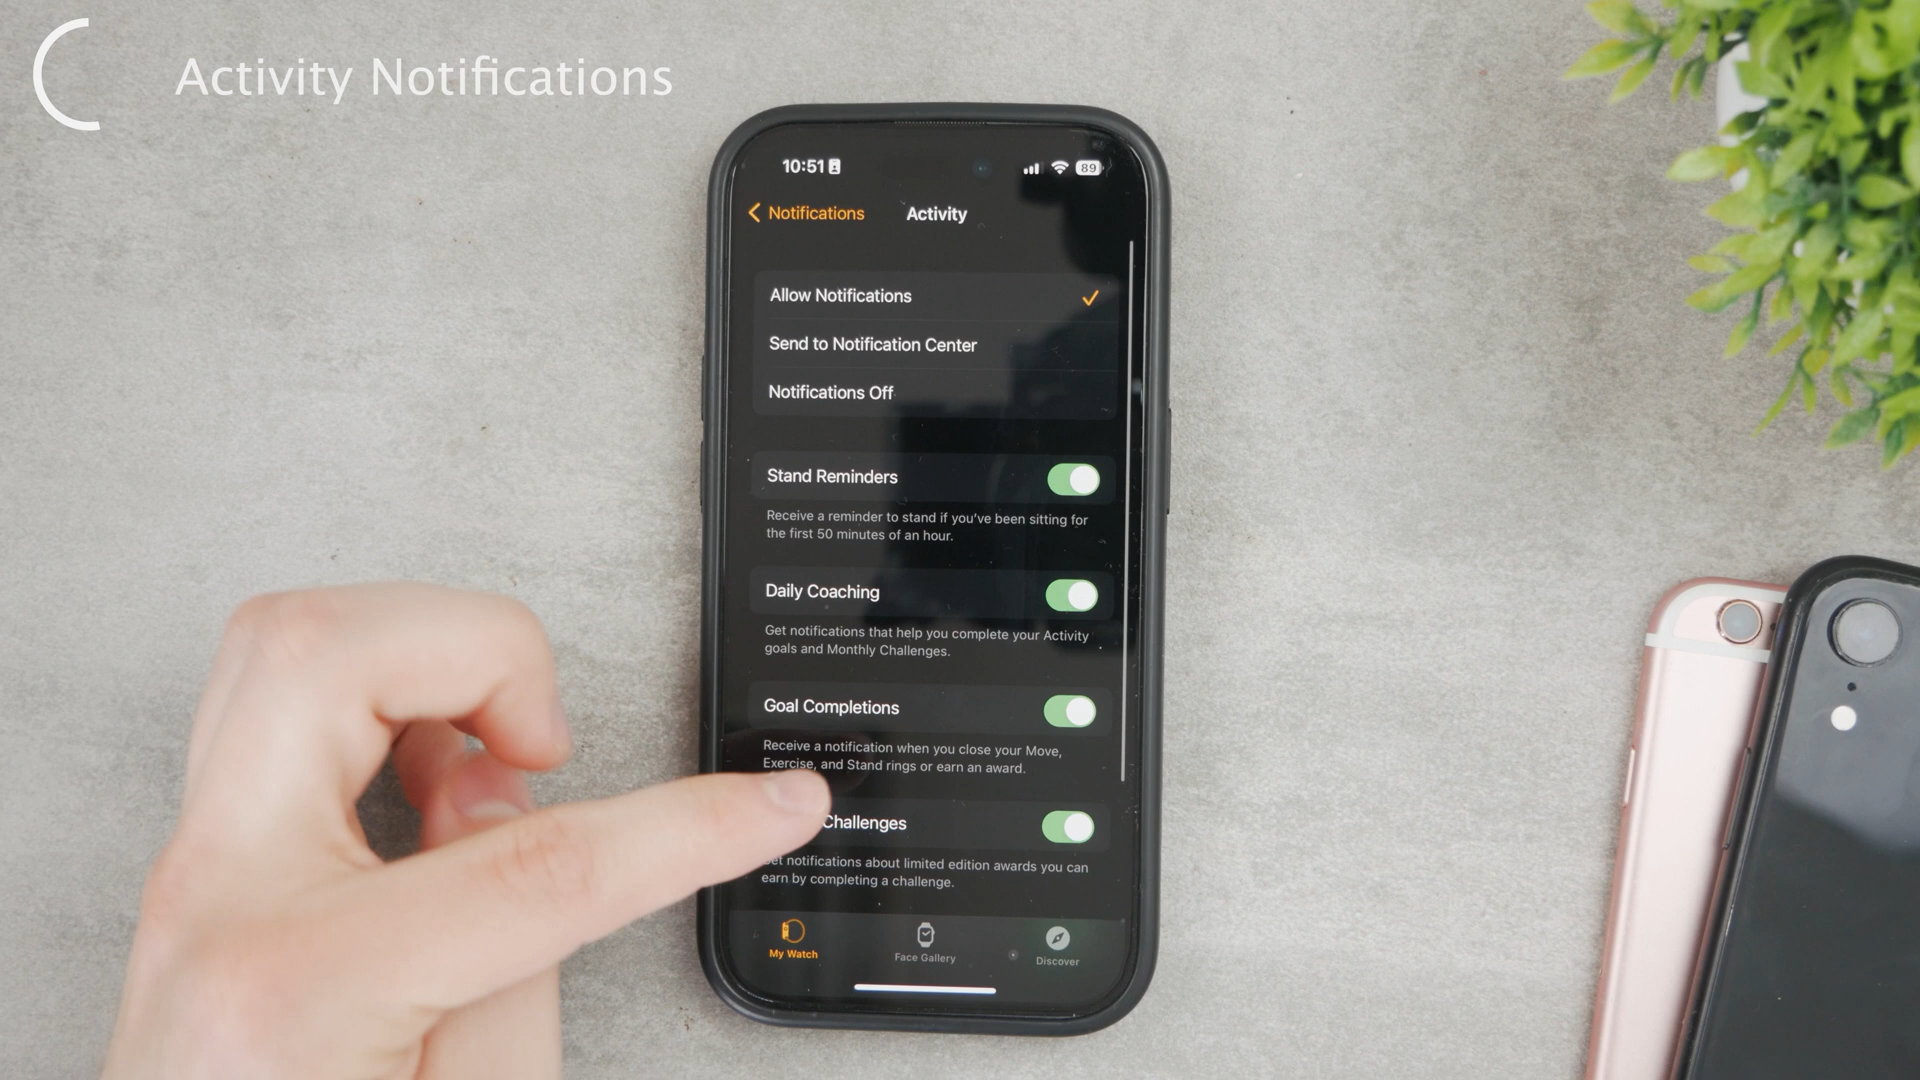 Activity Notifications
10:51
89
Notifications
Activity
Allow Notifications
Send to Notification Center
Notifications Off
Stand Reminders
Receive a reminder to stand if you've been sitting for
the first 50 minutes of an hour.
Daily Coaching
Get notifications that help you complete your Activity
goals and Monthly Challenges.
Goal Completions
Receive a notification when you close your Move,
Exercise, and Stand rings or earn an award.
Challenges
notifications about limited edition awards you can
earn by completing a challenge.
My Watch
Face Gallery
Discover